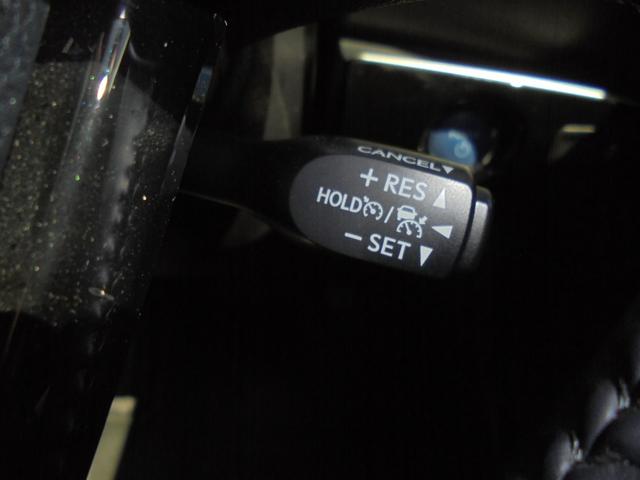 CANCEL
+ RES
HOLD /
− SET